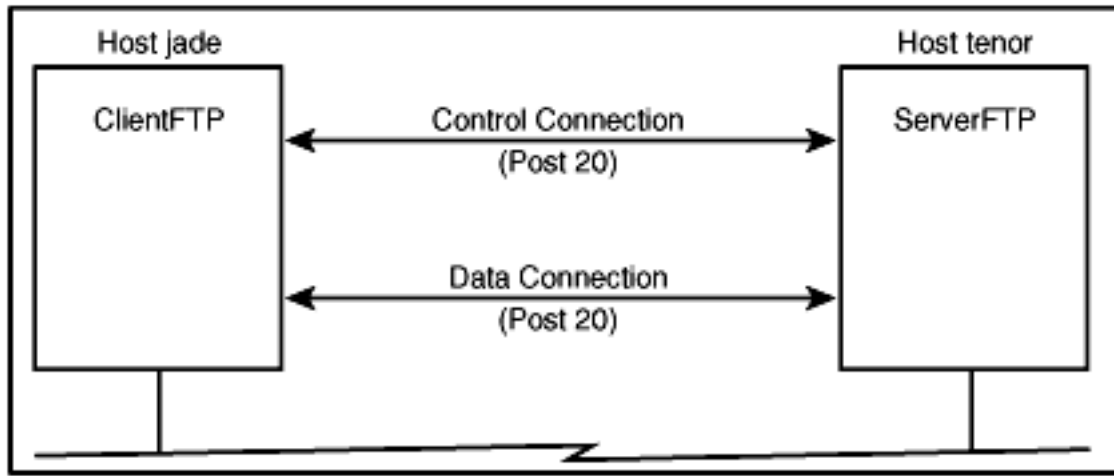 Host jade
Host tenor
ClientFTP
Control Connection
ServerFTP
(Post 20)
Data Connection
(Post 20)